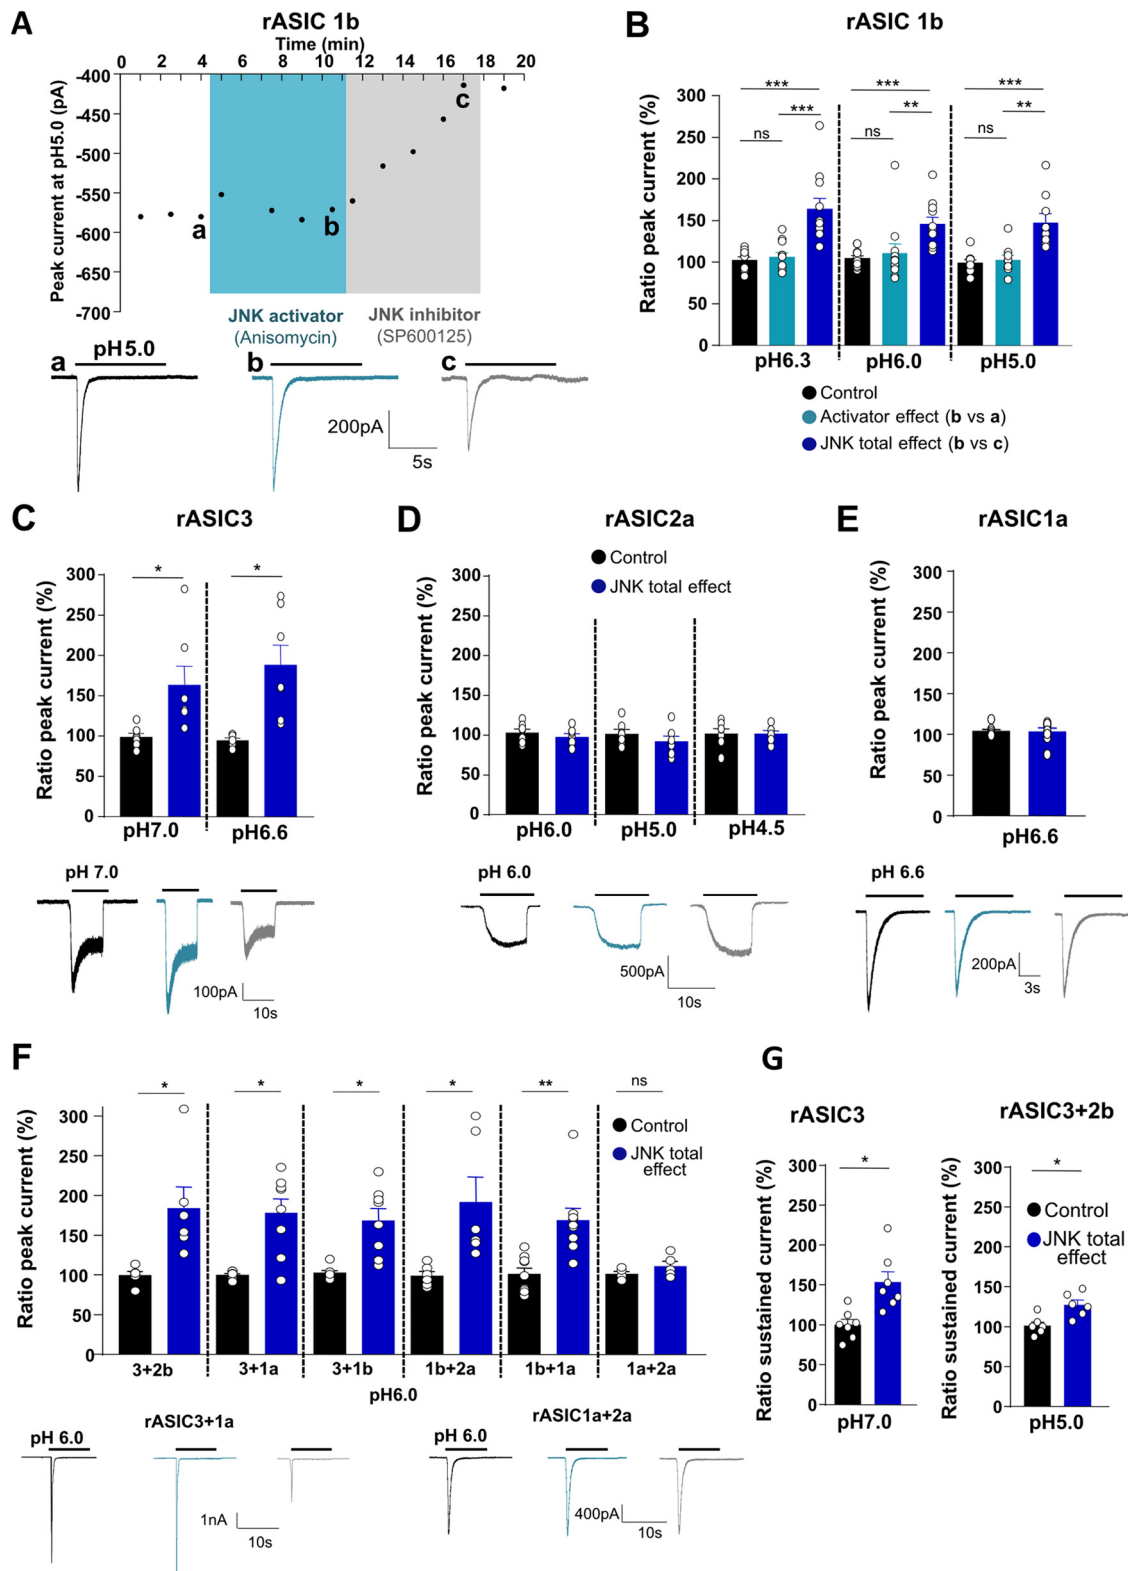 A
rASIC 1b
Time (min)
0 2 4 6 8 10 12 14 16 18 20
Peak current at pH5.0 (pA)
-400
-450
-500
-550
-600
-650
-700
a
b
c
JNK activator
(Anisomycin)
JNK inhibitor
(SP600125)
a
pH5.0
b
c
200pA
5s
B
rASIC 1b
Ratio peak current (%)
300
250
200
150
100
50
0
***
***
ns
***
**
ns
***
**
ns
pH6.3
pH6.0
pH5.0
Control
Activator effect (b vs a)
JNK total effect (b vs c)
C
rASIC3
Ratio peak current (%)
300
250
200
150
100
50
0
*
*
pH7.0
pH6.6
pH 7.0
100pA
10s
D
rASIC2a
Control
JNK total effect
Ratio peak current (%)
300
250
200
150
100
50
0
pH6.0
pH5.0
pH4.5
pH 6.0
500pA
10s
E
rASIC1a
Ratio peak current (%)
300
250
200
150
100
50
0
pH6.6
pH 6.6
200pA
3s
F
Ratio peak current (%)
300
250
200
150
100
50
0
*
*
*
*
**
ns
Control
JNK total
effect
3+2b
3+1a
3+1b
1b+2a
1b+1a
1a+2a
pH6.0
rASIC3+1a
pH 6.0
1nA
10s
rASIC1a+2a
pH 6.0
400pA
10s
G
rASIC3
Ratio sustained current (%)
300
250
200
150
100
50
0
*
pH7.0
rASIC3+2b
Ratio sustained current (%)
300
250
200
150
100
50
0
*
Control
JNK total
effect
pH5.0